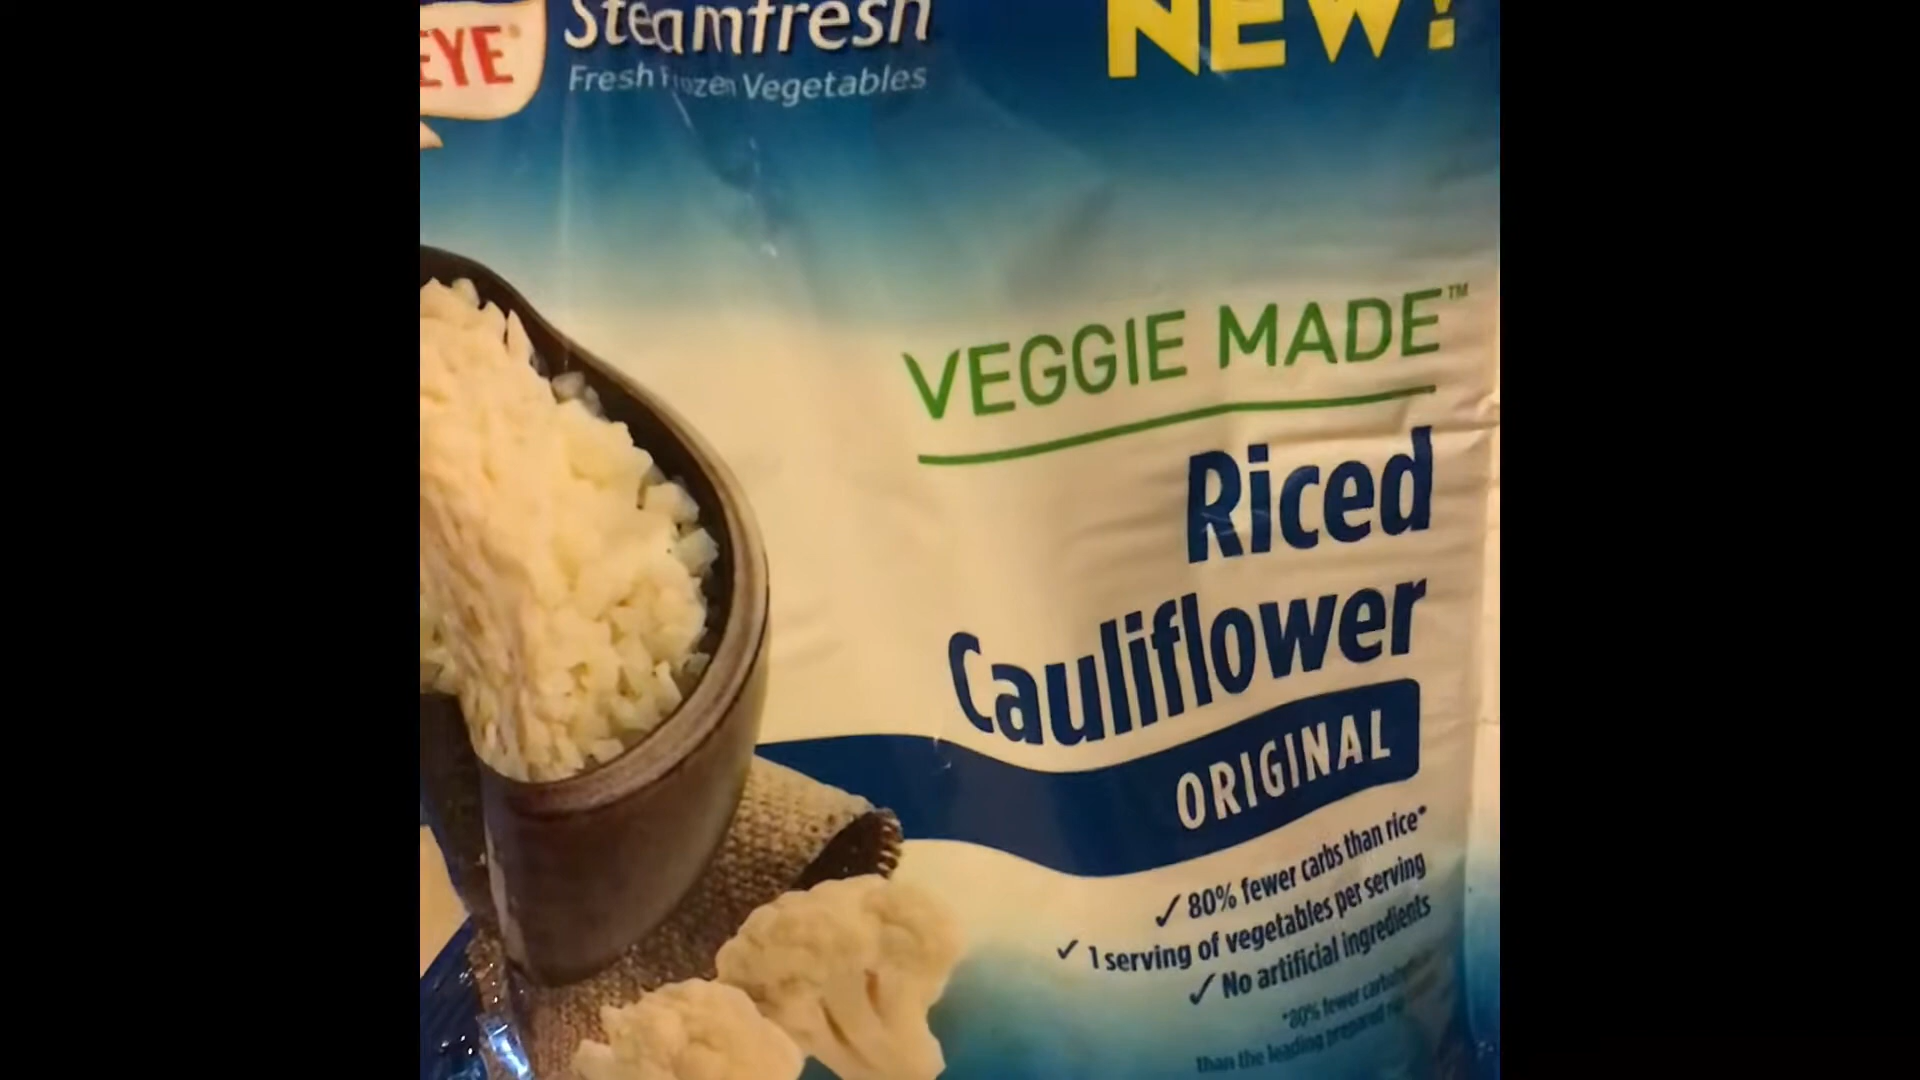 EYE®
Steamfresh
Fresh Frozen Vegetables
NEW!
VEGGIE MADE™
Riced
Cauliflower
ORIGINAL
✓ 80% fewer carbs than rice*
✓ 1 serving of vegetables per serving
✓ No artificial ingredients
*80% fewer
than the leading prepared